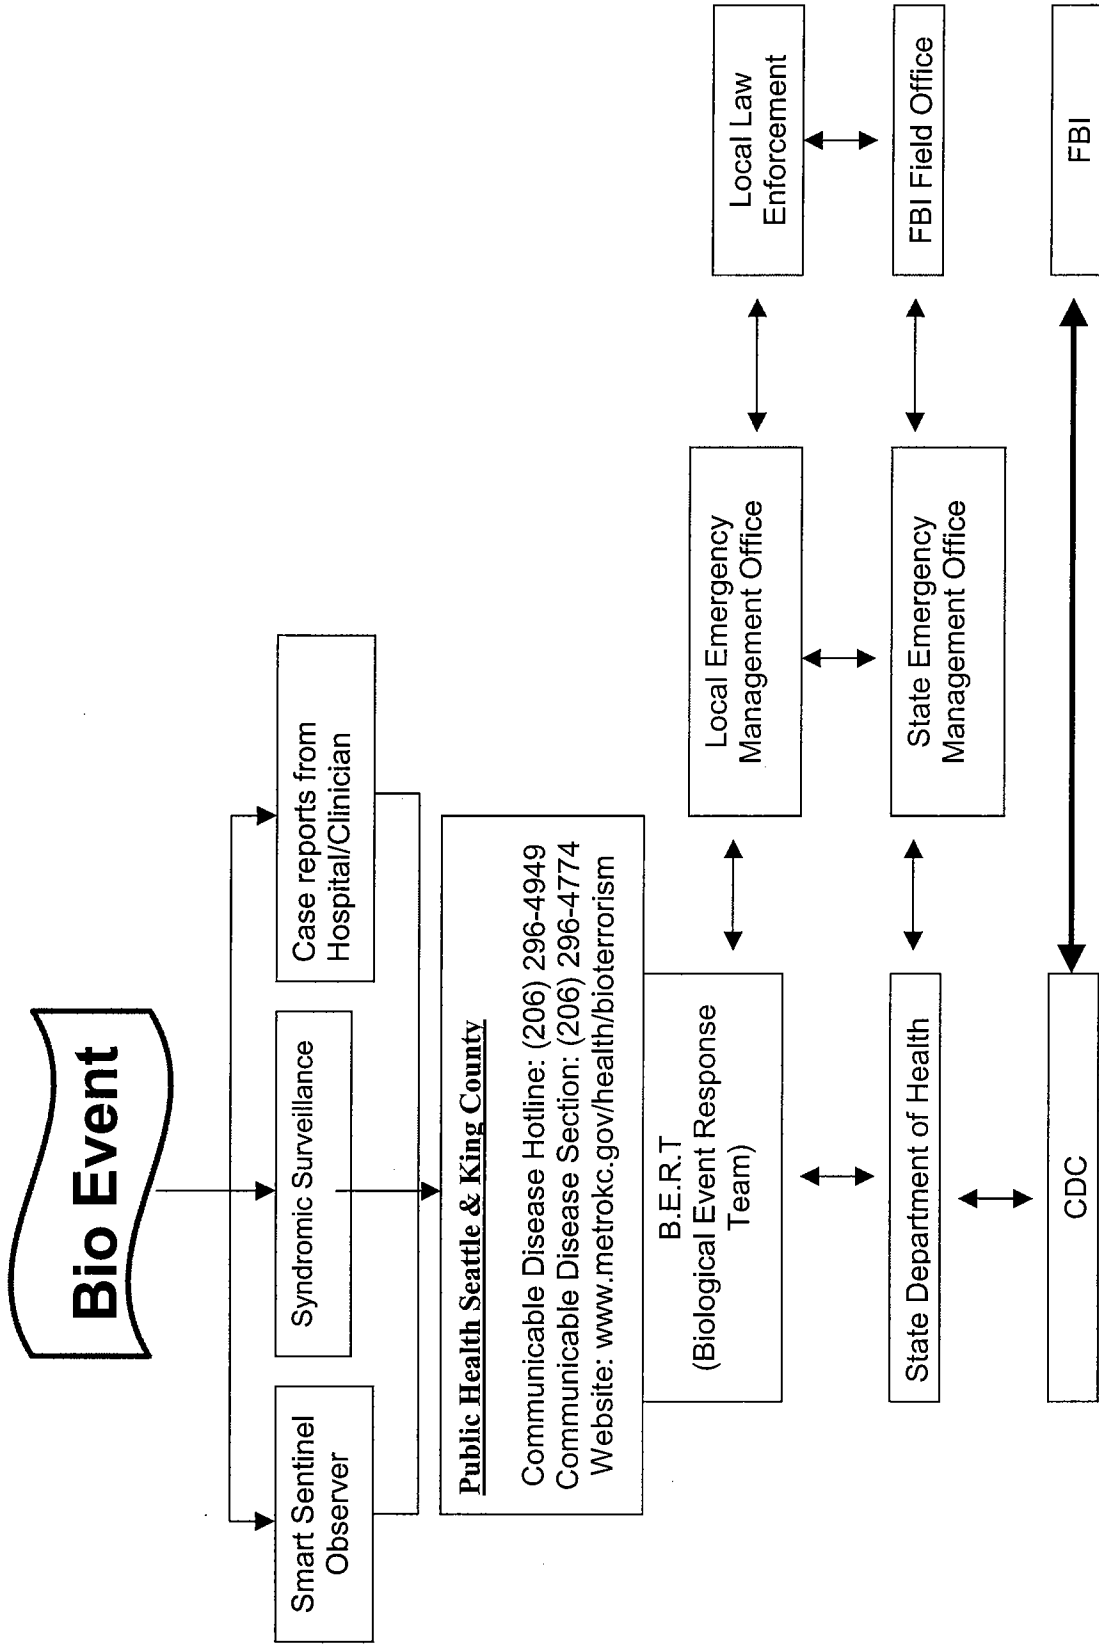 Bio Event
Smart Sentinel
Observer
Syndromic Surveillance
Case reports from
Hospital/Clinician
Public Health Seattle & King County
Communicable Disease Hotline: (206) 296-4949
Communicable Disease Section: (206) 296-4774
Website: www.metrokc.gov/health/bioterrorism
B.E.R.T
(Biological Event Response
Team)
Local Emergency
Management Office
Local Law
Enforcement
State Department of Health
State Emergency
Management Office
FBI Field Office
CDC
FBI